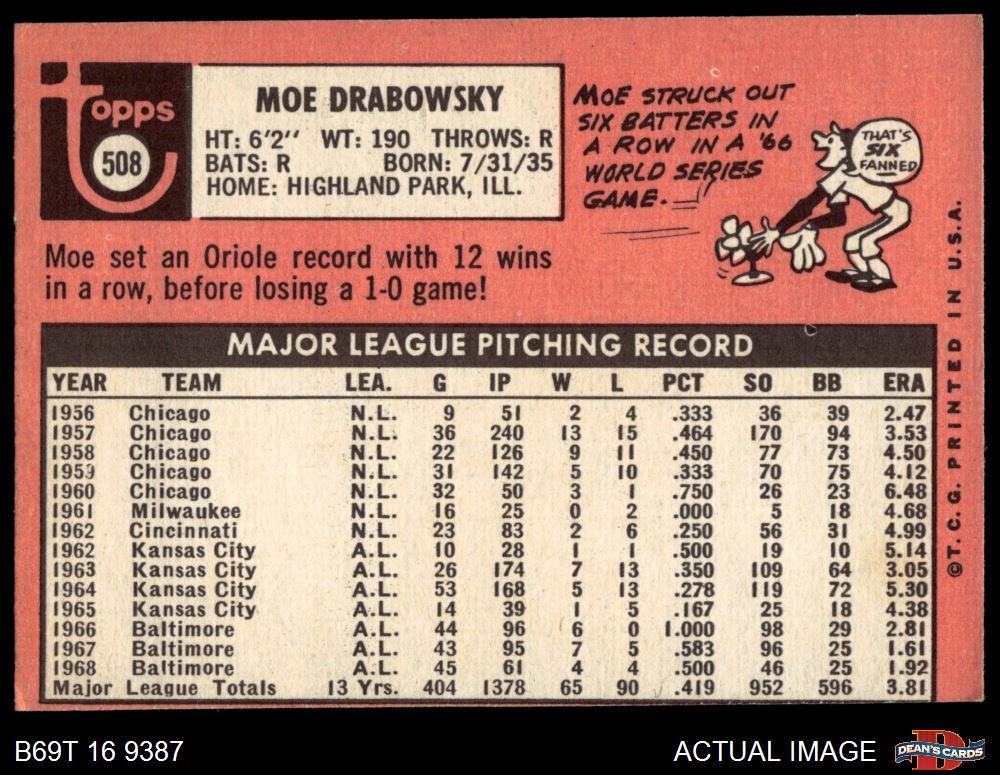 topps
508
MOE DRABOWSKY
HT: 6'2" WT: 190 THROWS: R
BATS: R BORN: 7/31/35
HOME: HIGHLAND PARK, ILL.
MOE STRUCK OUT
SIX BATTERS IN
A ROW IN A '66
WORLD SERIES
GAME.
THAT'S
SIX
FANNED
Moe set an Oriole record with 12 wins
in a row, before losing a 1-0 game!
MAJOR LEAGUE PITCHING RECORD
YEAR TEAM LEA. G IP W L PCT SO BB ERA
1956 Chicago N.L. 9 51 2 4 .333 36 39 2.47
1957 Chicago N.L. 36 240 13 15 .464 170 94 3.53
1958 Chicago N.L. 22 126 9 11 .450 77 73 4.50
1959 Chicago N.L. 31 142 5 10 .333 70 75 4.12
1960 Chicago N.L. 32 50 3 1 .750 26 23 6.48
1961 Milwaukee N.L. 16 25 0 2 .000 5 18 4.68
1962 Cincinnati N.L. 23 83 2 6 .250 56 31 4.99
1962 Kansas City A.L. 10 28 1 1 .500 19 10 5.14
1963 Kansas City A.L. 26 174 7 13 .350 109 64 3.05
1964 Kansas City A.L. 53 168 5 13 .278 119 72 5.30
1965 Kansas City A.L. 14 39 1 5 .167 25 18 4.38
1966 Baltimore A.L. 44 96 6 0 1.000 98 29 2.81
1967 Baltimore A.L. 43 95 7 5 .583 96 25 1.61
1968 Baltimore A.L. 45 61 4 4 .500 46 25 1.92
Major League Totals 13 Yrs. 404 1378 65 90 .419 952 596 3.81
©T.C.G. PRINTED IN U.S.A.
B69T 16 9387
ACTUAL IMAGE
DEAN'S CARDS